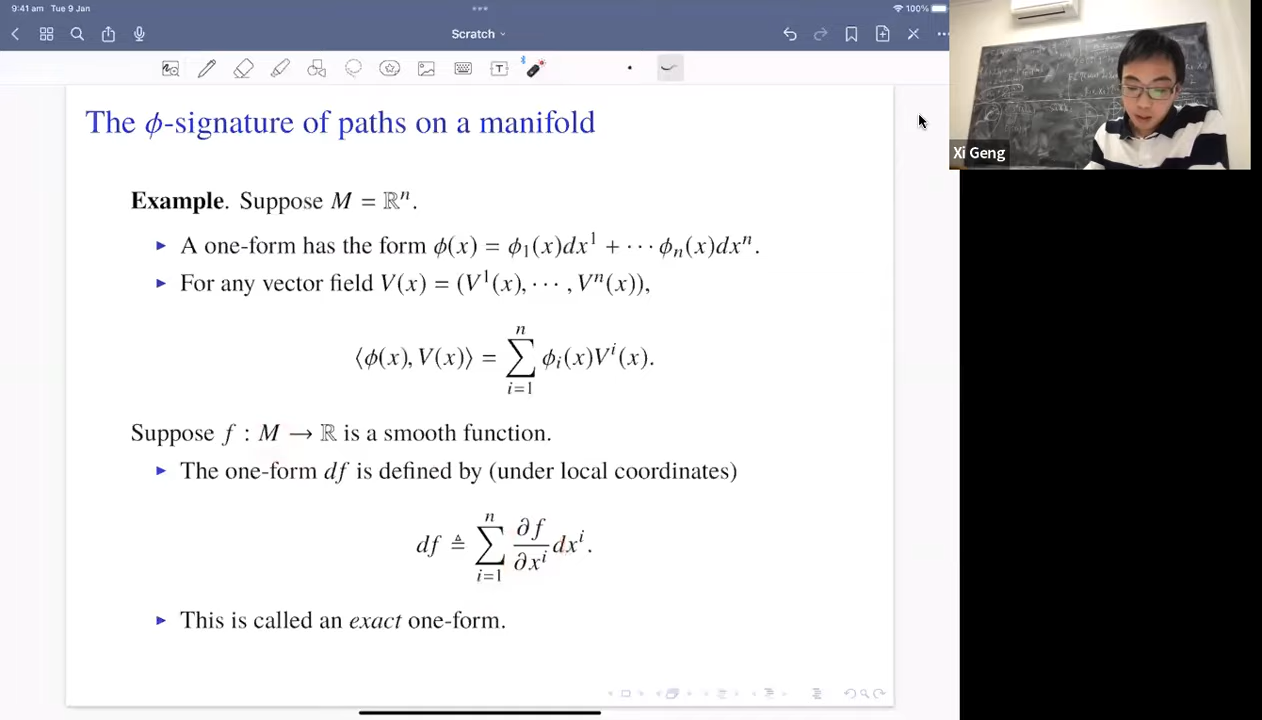 9:41 am Tue 9 Jan
100%
Scratch
The ϕ-signature of paths on a manifold
Example. Suppose M = ℝⁿ.
▸ A one-form has the form ϕ(x) = ϕ₁(x)dx¹ + ··· ϕₙ(x)dxⁿ.
▸ For any vector field V(x) = (V¹(x), ··· , Vⁿ(x)),
⟨ϕ(x), V(x)⟩ = ∑ᵢ₌₁ⁿ ϕᵢ(x)Vⁱ(x).
Suppose f : M → ℝ is a smooth function.
▸ The one-form df is defined by (under local coordinates)
df ≜ ∑ᵢ₌₁ⁿ ∂f/∂xⁱ dxⁱ.
▸ This is called an exact one-form.
Xi Geng